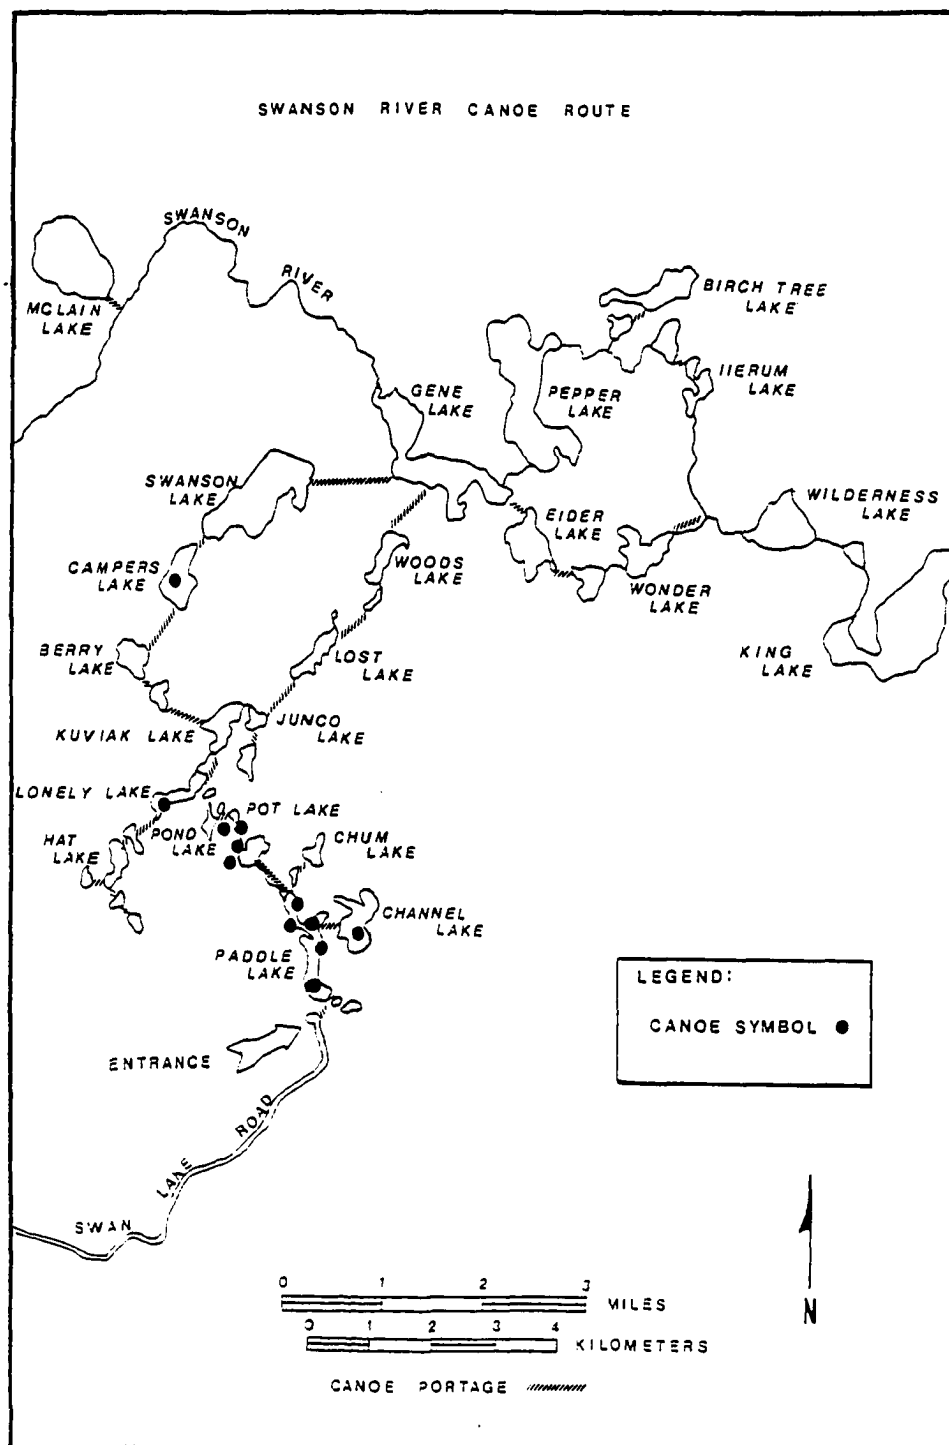 SWANSON RIVER CANOE ROUTE
SWANSON
RIVER
MCLAIN
LAKE
BIRCH TREE
LAKE
IIERUM
LAKE
GENE
LAKE
PEPPER
LAKE
SWANSON
LAKE
WILDERNESS
LAKE
EIDER
LAKE
CAMPERS
LAKE
WOODS
LAKE
WONDER
LAKE
BERRY
LAKE
LOST
LAKE
KING
LAKE
KUVIAK LAKE
JUNCO
LAKE
LONELY LAKE
POT LAKE
HAT
LAKE
POND
LAKE
CHUM
LAKE
CHANNEL
LAKE
PADDLE
LAKE
LEGEND:
CANOE SYMBOL
ENTRANCE
SWAN LAKE ROAD
0 1 2 3
MILES
0 1 2 3 4
KILOMETERS
CANOE PORTAGE
N